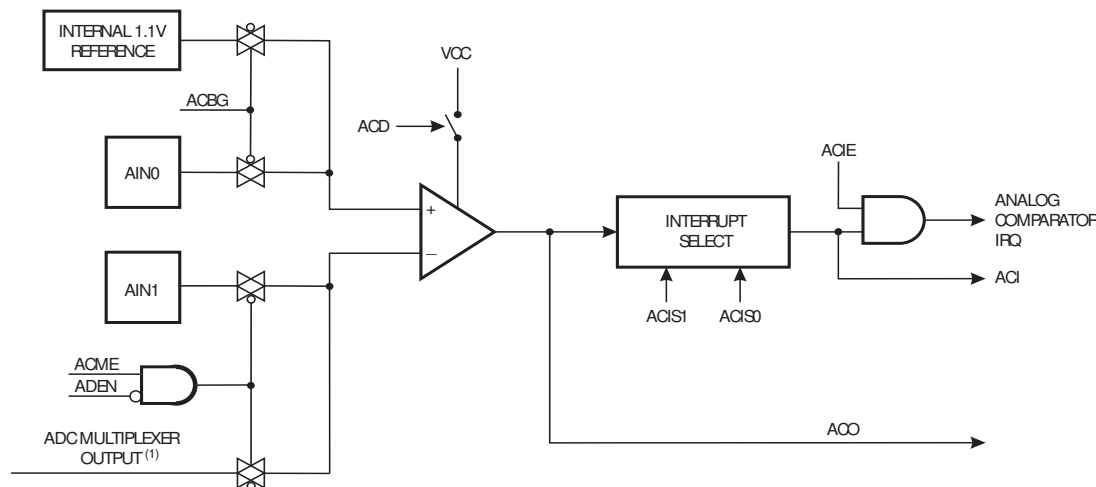 INTERNAL 1.1V
REFERENCE
ACBG
AIN0
AIN1
ACME
ADEN
ADC MULTIPLEXER
OUTPUT (1)
VCC
ACD
+
−
INTERRUPT
SELECT
ACIS1
ACIS0
ACIE
ANALOG
COMPARATOR
IRQ
ACI
ACO